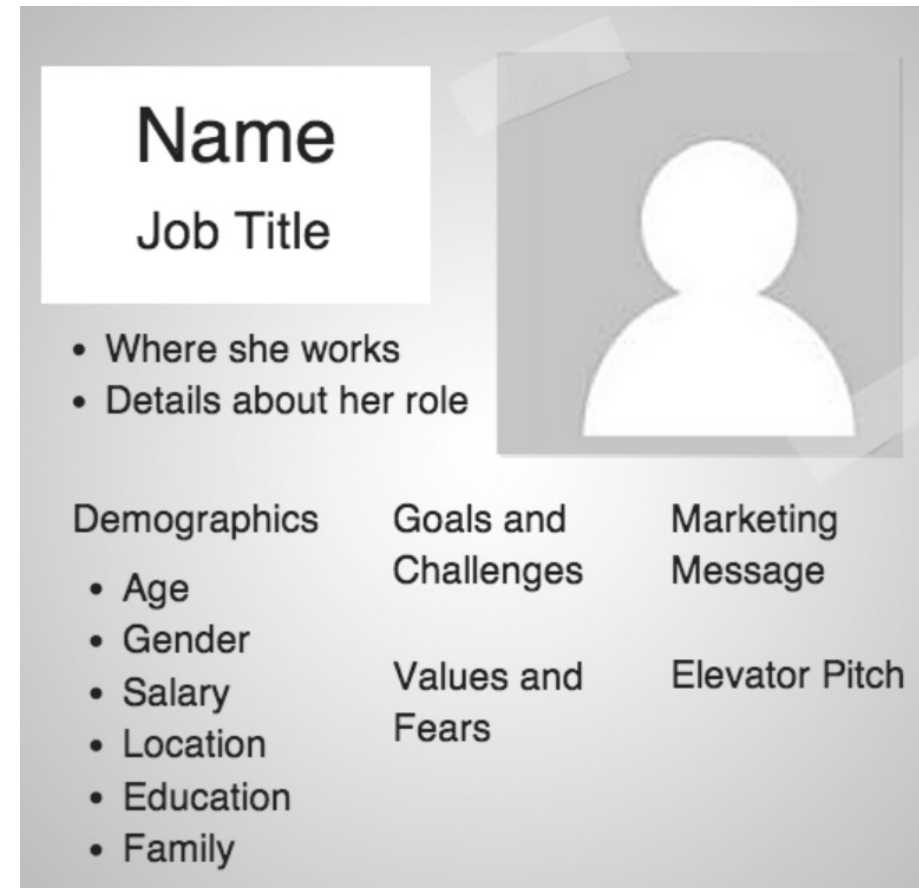 Name
Job Title
• Where she works
• Details about her role
Demographics
• Age
• Gender
• Salary
• Location
• Education
• Family
Goals and
Challenges
Values and
Fears
Marketing
Message
Elevator Pitch